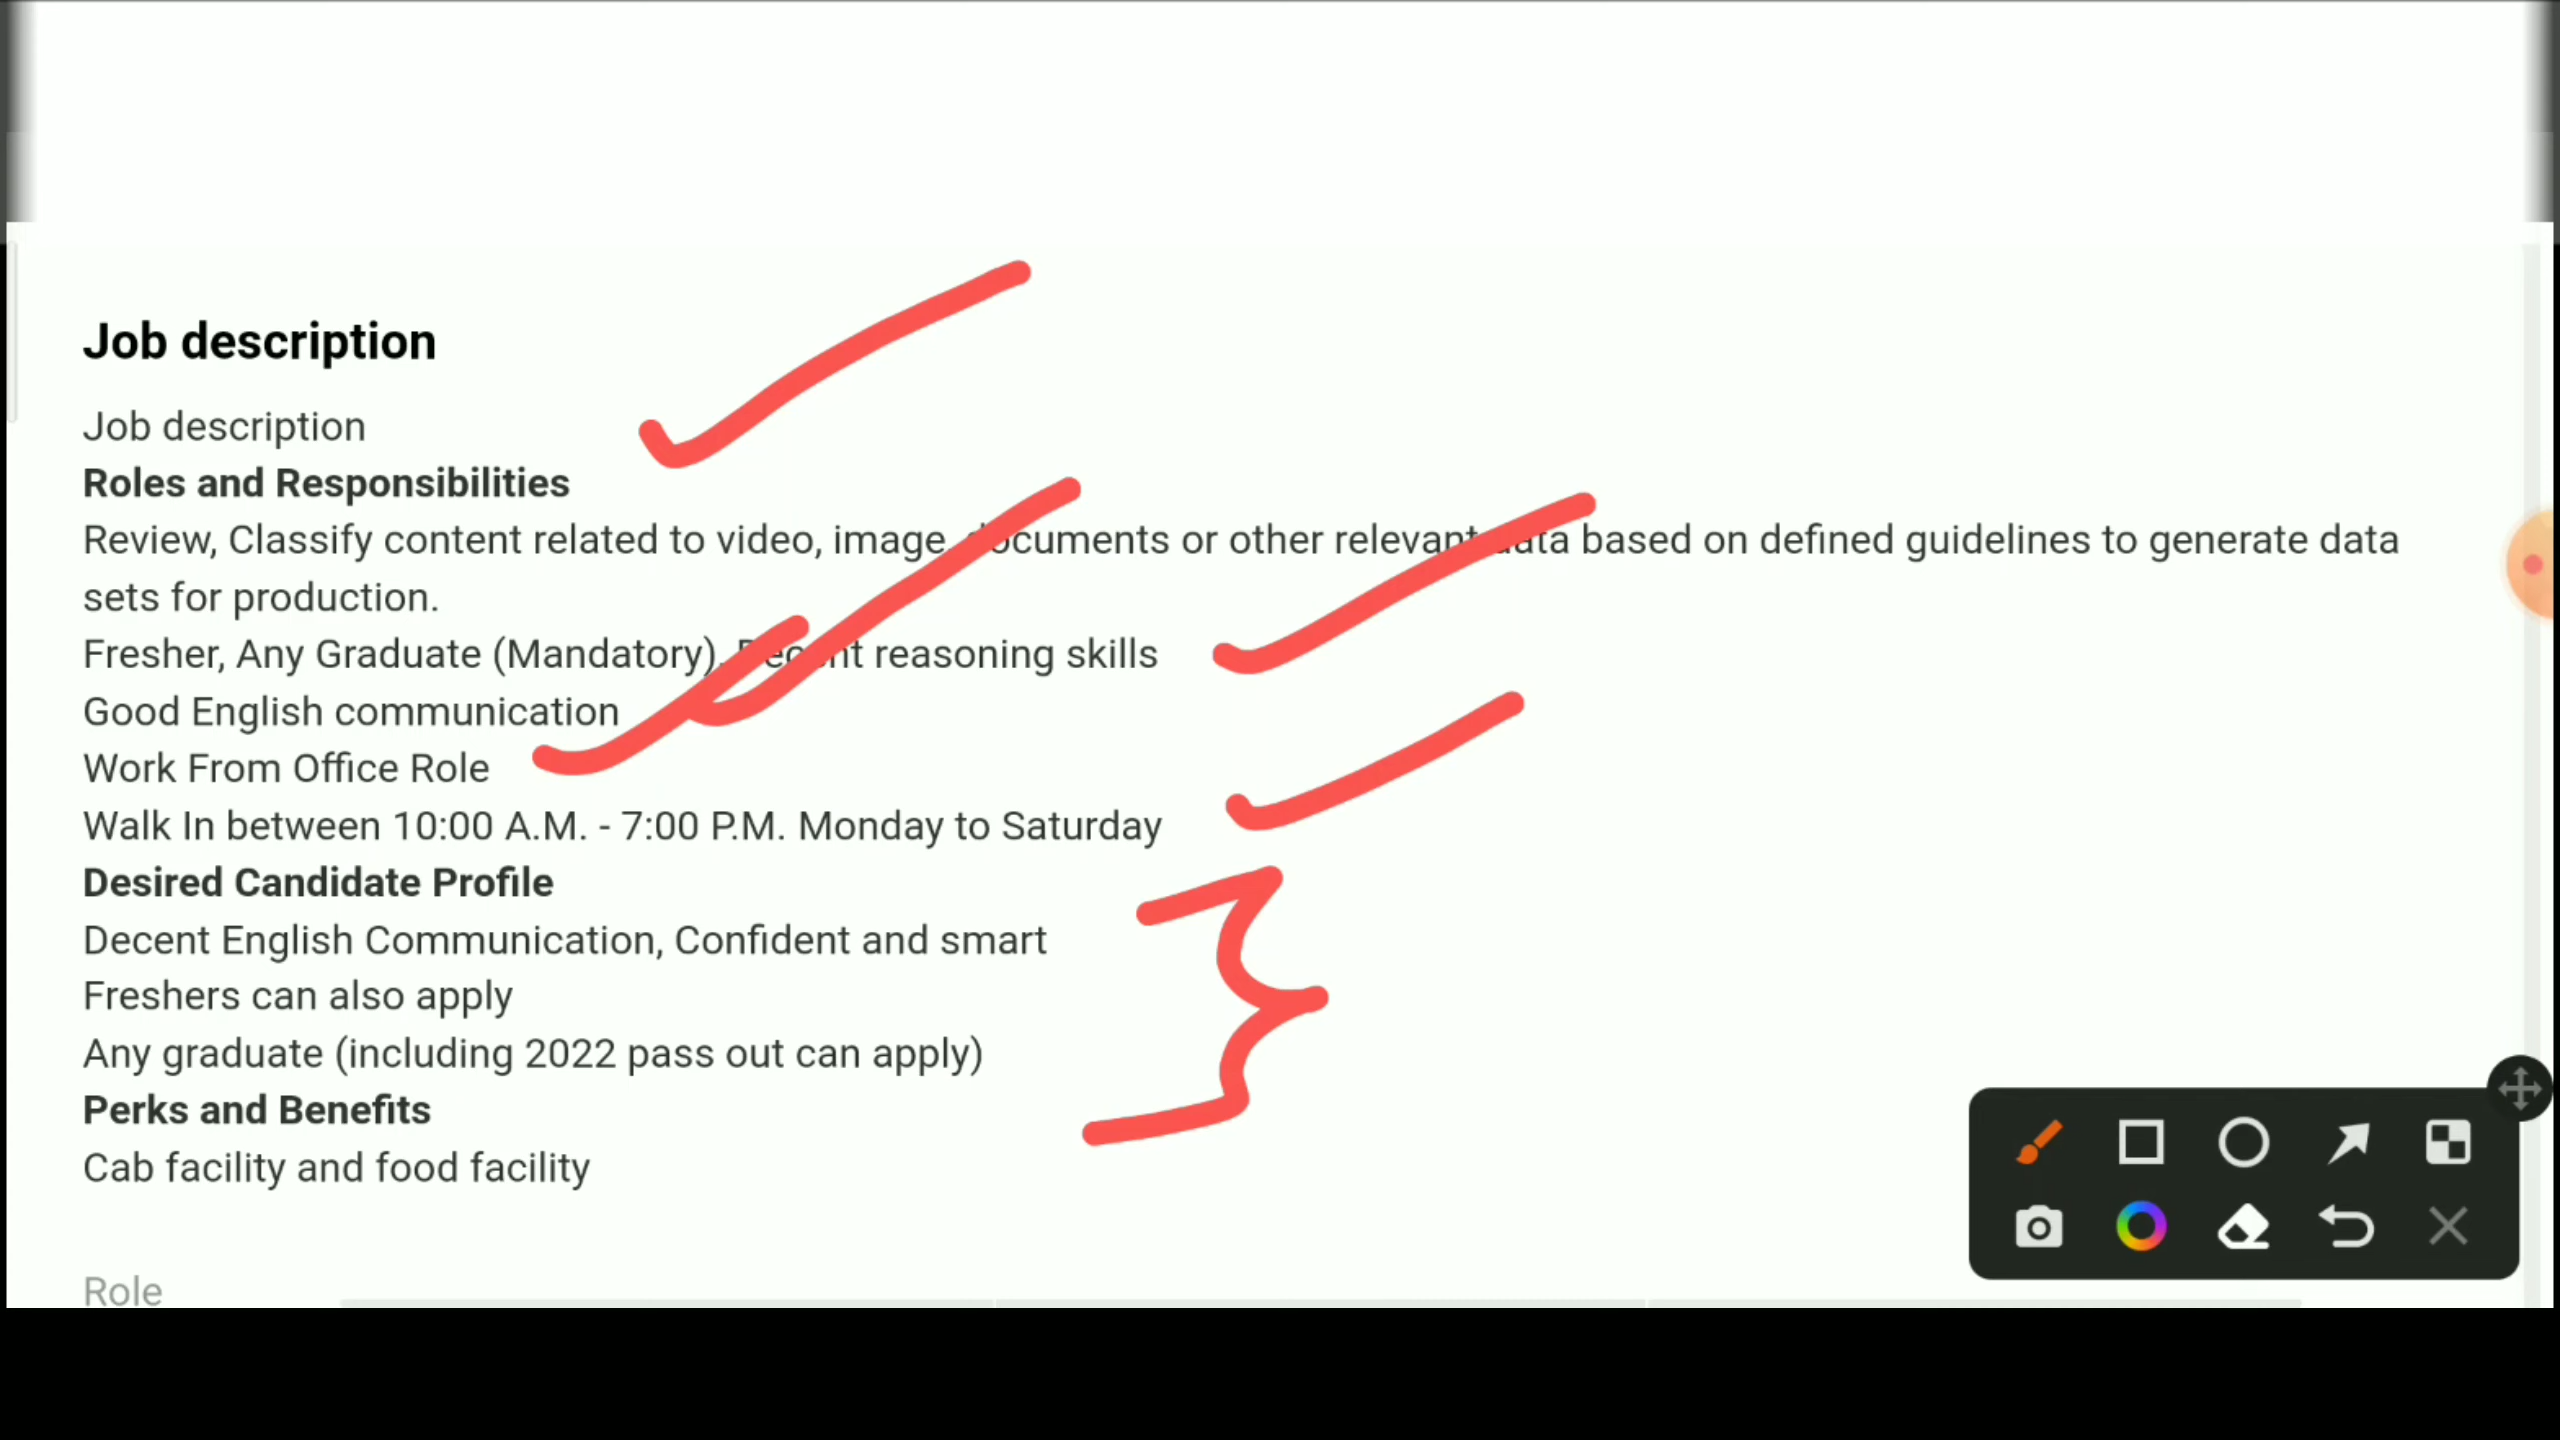 Job description
Job description
Roles and Responsibilities
Review, Classify content related to video, image, documents or other relevant data based on defined guidelines to generate data
sets for production.
Fresher, Any Graduate (Mandatory), Decent reasoning skills
Good English communication
Work From Office Role
Walk In between 10:00 A.M. - 7:00 P.M. Monday to Saturday
Desired Candidate Profile
Decent English Communication, Confident and smart
Freshers can also apply
Any graduate (including 2022 pass out can apply)
Perks and Benefits
Cab facility and food facility
Role